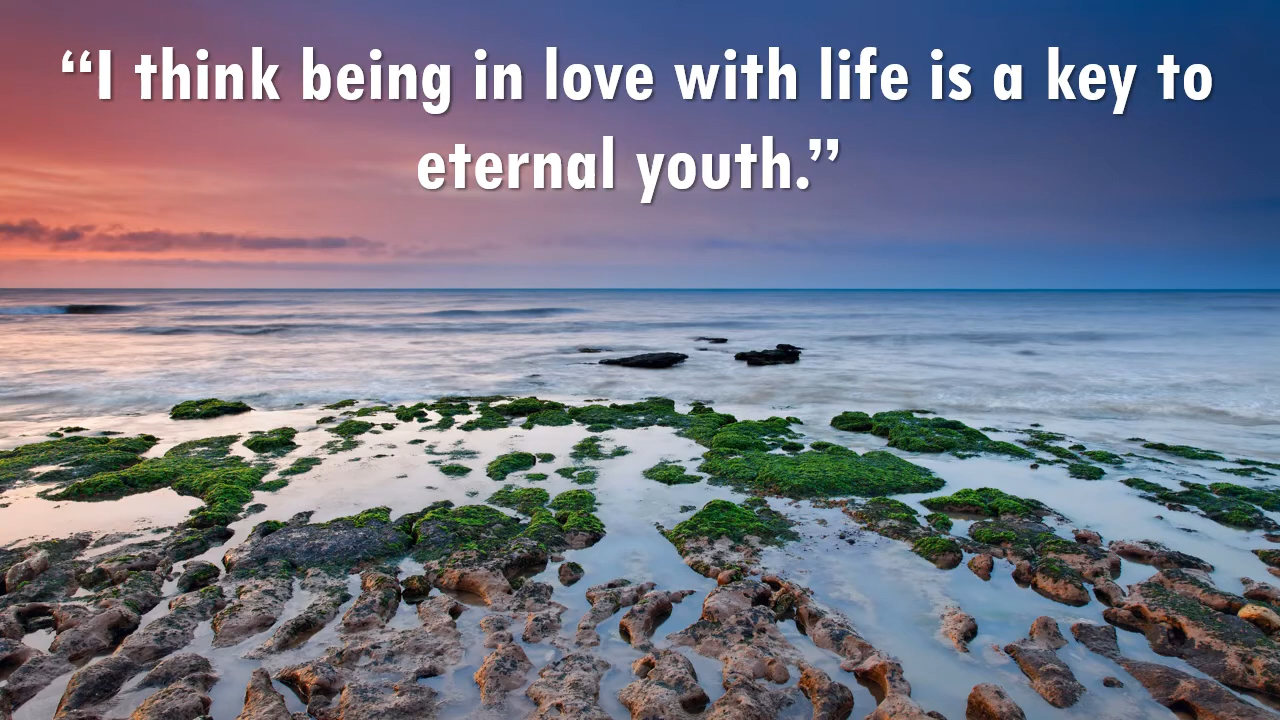 “I think being in love with life is a key to
eternal youth.”